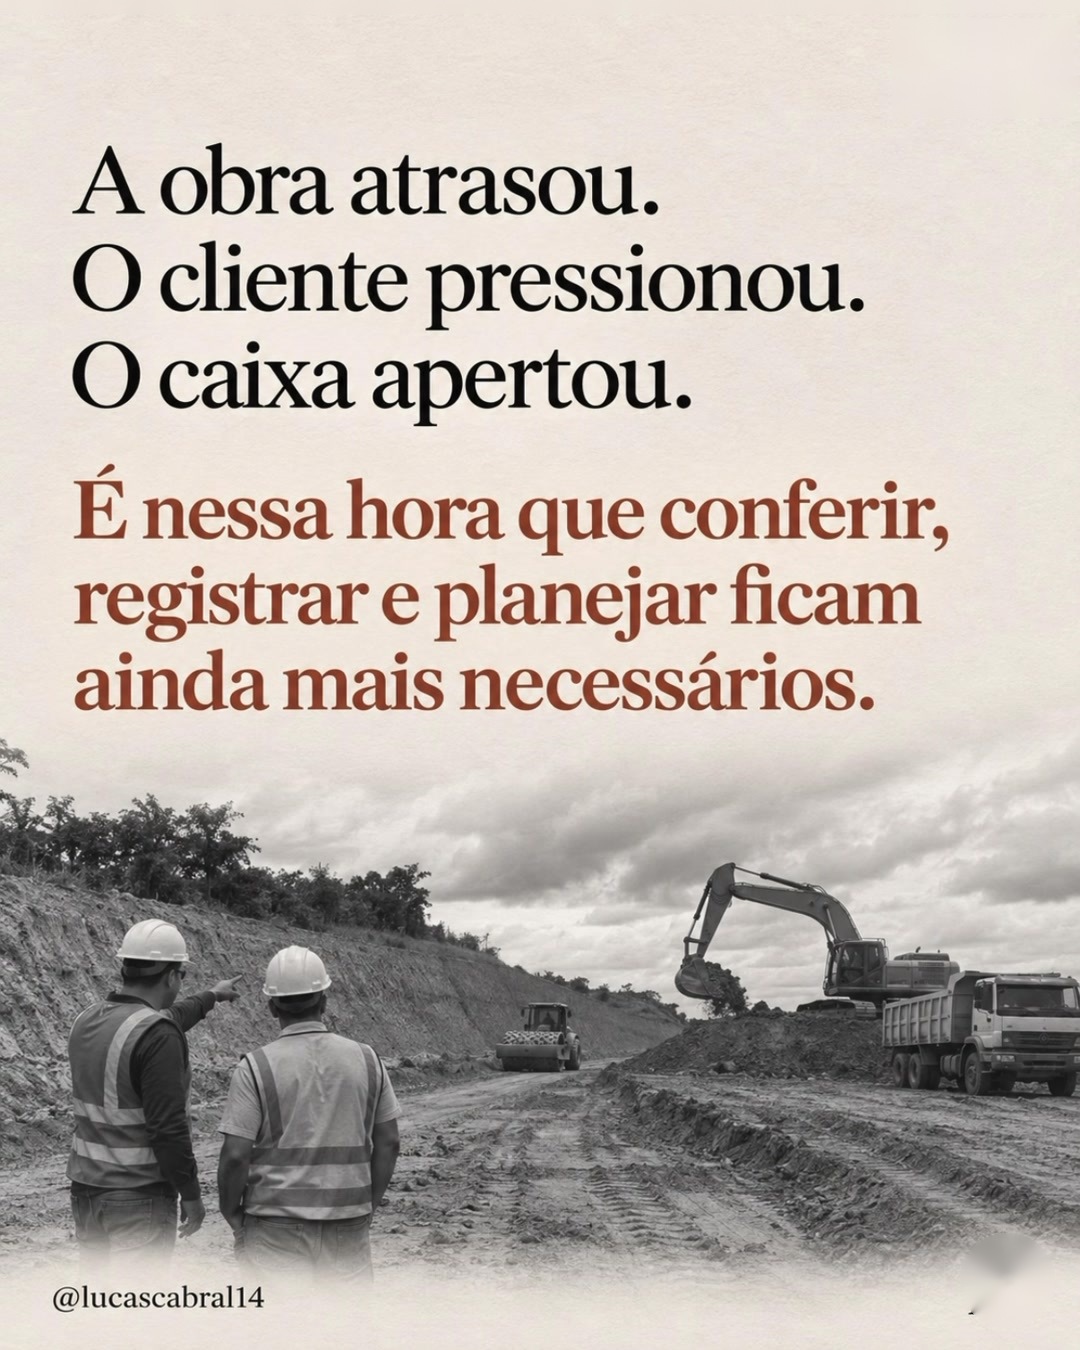 A obra atrasou.
O cliente pressionou.
O caixa apertou.
É nessa hora que conferir,
registrar e planejar ficam
ainda mais necessários.
@lucascabral14